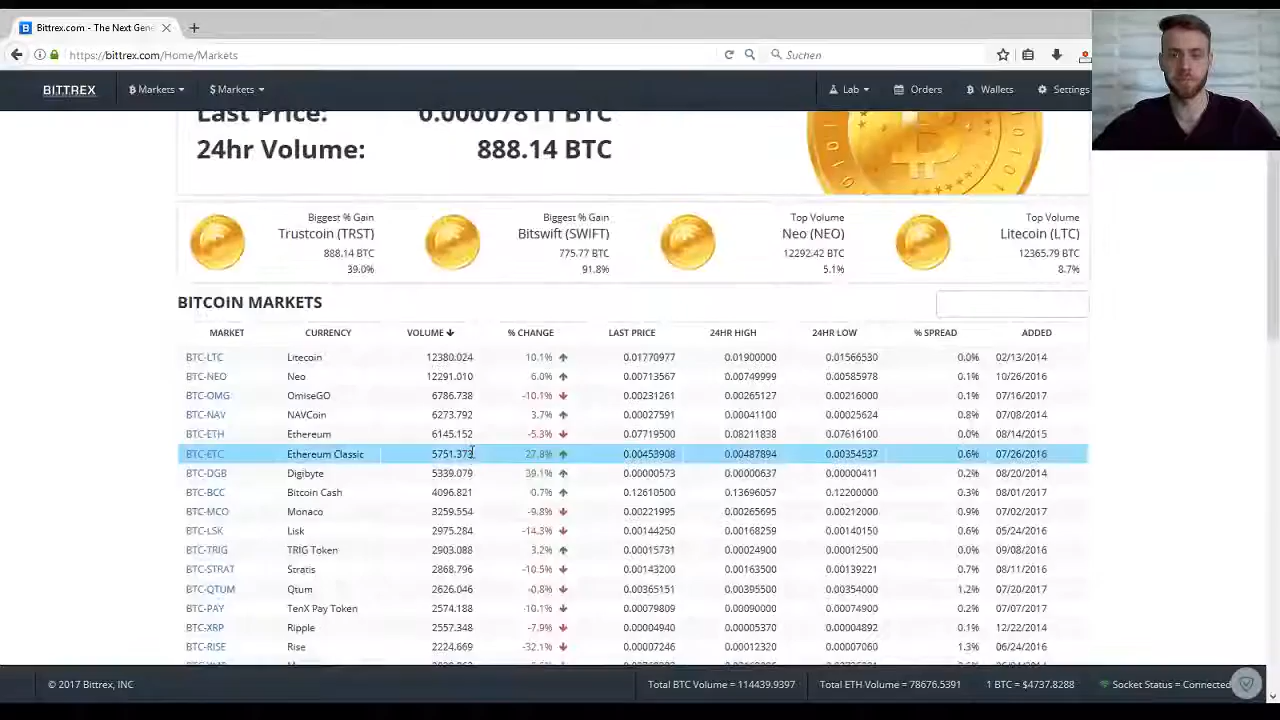 Bittrex.com - The Next Gene
https://bittrex.com/Home/Markets
Suchen
BITTREX
Markets
$ Markets
Lab
Orders
Wallets
Settings
Last Price: 0.00007811 BTC
24hr Volume: 888.14 BTC
Biggest % Gain
Trustcoin (TRST)
888.14 BTC
39.0%
Biggest % Gain
Bitswift (SWIFT)
775.77 BTC
91.8%
Top Volume
Neo (NEO)
12292.42 BTC
5.1%
Top Volume
Litecoin (LTC)
12365.79 BTC
8.7%
BITCOIN MARKETS
MARKET CURRENCY VOLUME % CHANGE LAST PRICE 24HR HIGH 24HR LOW % SPREAD ADDED
BTC-LTC Litecoin 12380.024 10.1% 0.01770977 0.01900000 0.01566530 0.0% 02/13/2014
BTC-NEO Neo 12291.010 6.0% 0.00713567 0.00749999 0.00585978 0.1% 10/26/2016
BTC-OMG OmiseGO 6786.738 -10.1% 0.00231261 0.00265127 0.00216000 0.1% 07/16/2017
BTC-NAV NAVCoin 6273.792 3.7% 0.00027591 0.00041100 0.00025624 0.8% 07/08/2014
BTC-ETH Ethereum 6145.152 -5.3% 0.07719500 0.08211838 0.07616100 0.0% 08/14/2015
BTC-ETC Ethereum Classic 5751.373 27.8% 0.00453908 0.00487894 0.00354537 0.6% 07/26/2016
BTC-DGB Digibyte 5339.079 39.1% 0.00000573 0.00000637 0.00000411 0.2% 08/20/2014
BTC-BCC Bitcoin Cash 4096.821 0.7% 0.12610500 0.13696057 0.12200000 0.3% 08/01/2017
BTC-MCO Monaco 3259.554 -9.8% 0.00221995 0.00265695 0.00212000 0.9% 07/02/2017
BTC-LSK Lisk 2975.284 -14.3% 0.00144250 0.00168259 0.00140150 0.6% 05/24/2016
BTC-TRIG TRIG Token 2903.088 3.2% 0.00015731 0.00024900 0.00012500 0.0% 09/08/2016
BTC-STRAT Stratis 2868.796 -10.5% 0.00143200 0.00163500 0.00139221 0.7% 08/11/2016
BTC-QTUM Qtum 2626.046 -0.8% 0.00365151 0.00395500 0.00354000 1.2% 07/20/2017
BTC-PAY TenX Pay Token 2574.188 -10.1% 0.00079809 0.00090000 0.00074900 0.2% 07/07/2017
BTC-XRP Ripple 2557.348 -7.9% 0.00004940 0.00005370 0.00004892 0.1% 12/22/2014
BTC-RISE Rise 2224.669 -32.1% 0.00007246 0.00012320 0.00007060 1.3% 06/24/2016
© 2017 Bittrex, INC
Total BTC Volume = 114439.9397
Total ETH Volume = 78676.5391
1 BTC = $4737.8288
Socket Status = Connected